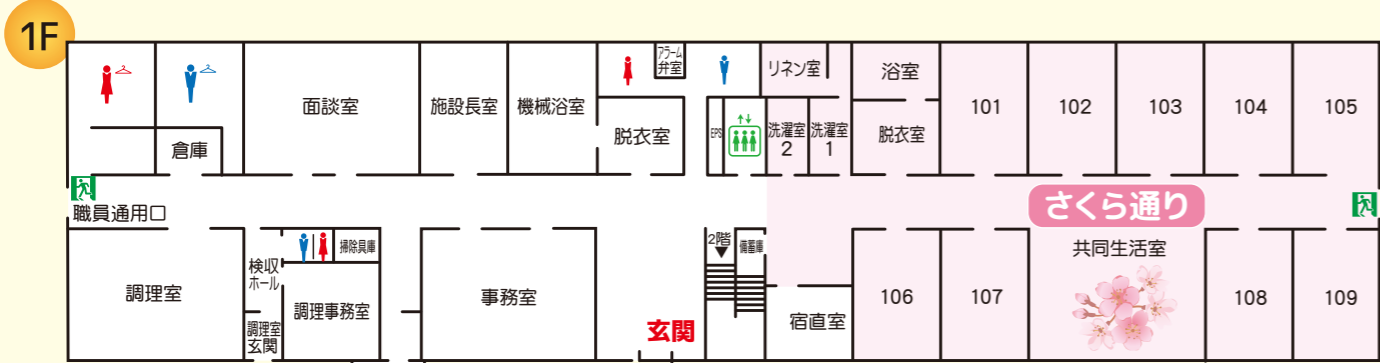 1F
アラーム
弁室
リネン室
浴室
面談室
施設長室
機械浴室
101
102
103
104
105
脱衣室
EPS
洗濯室
2
洗濯室
1
脱衣室
倉庫
職員通用口
さくら通り
検収
ホール
掃除具庫
2階
備蓄庫
共同生活室
調理室
調理事務室
事務室
106
107
108
109
調理室
玄関
玄関
宿直室